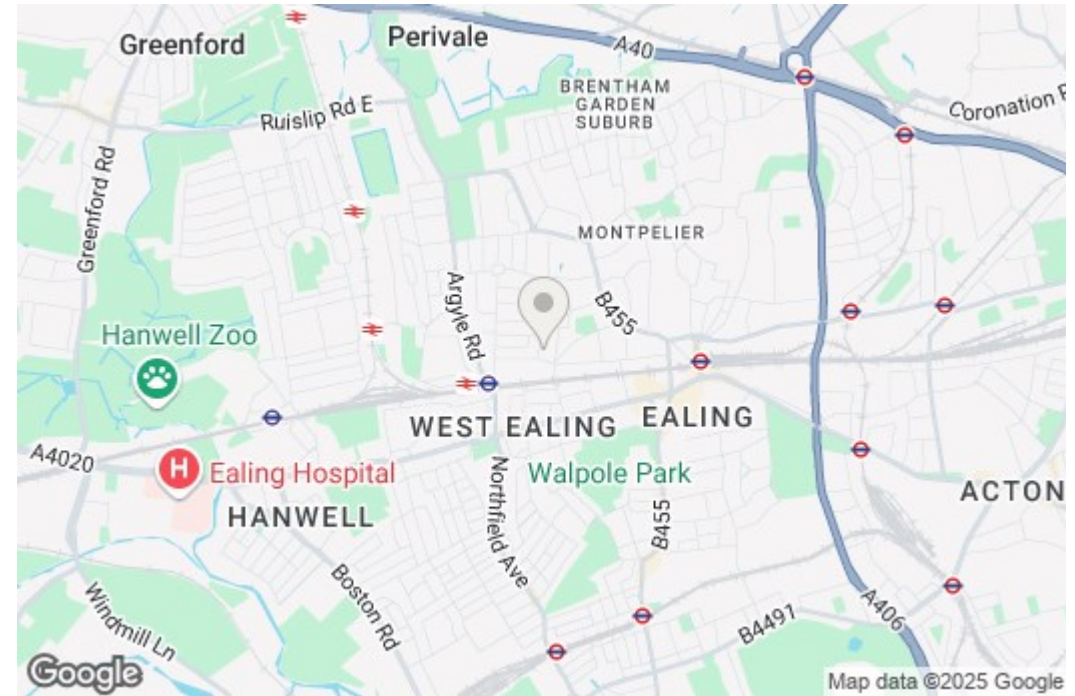 Greenford
Perivale
A40
BRENTHAM
GARDEN
SUBURB
Coronation R
Ruislip Rd E
Greenford Rd
MONTPELIER
Argyle Rd
B455
Hanwell Zoo
WEST EALING
EALING
A4020
Ealing Hospital
Walpole Park
ACTON
HANWELL
Northfield Ave
B455
Boston Rd
Windmill Ln
B4491
A406
Google
Map data ©2025 Google
H